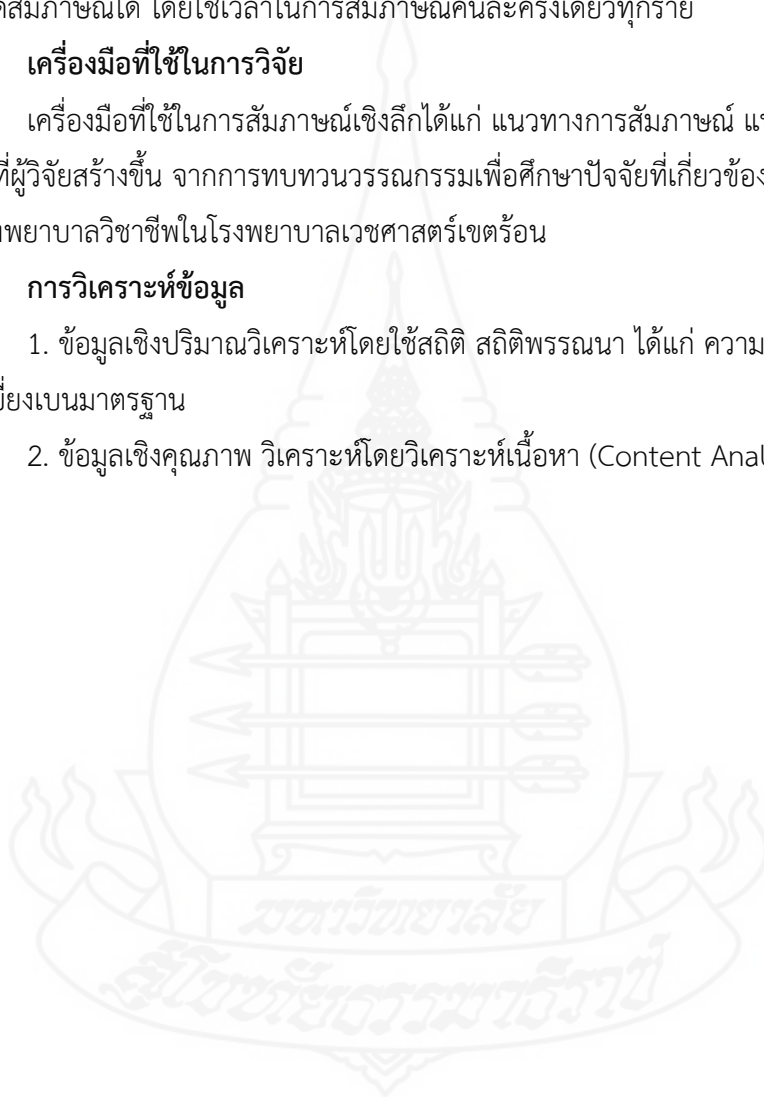 สัมภาษณ์ได้ โดยใช้เวลาในการสัมภาษณ์คนละครั้งเดียวทุกราย
เครื่องมือที่ใช้ในการวิจัย
เครื่องมือที่ใช้ในการสัมภาษณ์เชิงลึกได้แก่ แนวทางการสัมภาษณ์
ที่ผู้วิจัยสร้างขึ้น จากการทบทวนวรรณกรรมเพื่อศึกษาปัจจัยที่เกี่ยวข้อง
พยาบาลวิชาชีพในโรงพยาบาลเวชศาสตร์เขตร้อน
การวิเคราะห์ข้อมูล
1. ข้อมูลเชิงปริมาณวิเคราะห์โดยใช้สถิติ สถิติพรรณนา ได้แก่ ความ
เบี่ยงเบนมาตรฐาน
2. ข้อมูลเชิงคุณภาพ วิเคราะห์โดยวิเคราะห์เนื้อหา (Content Anal
มหาวิทยาลัย
สุโขทัยธรรมาธิราช